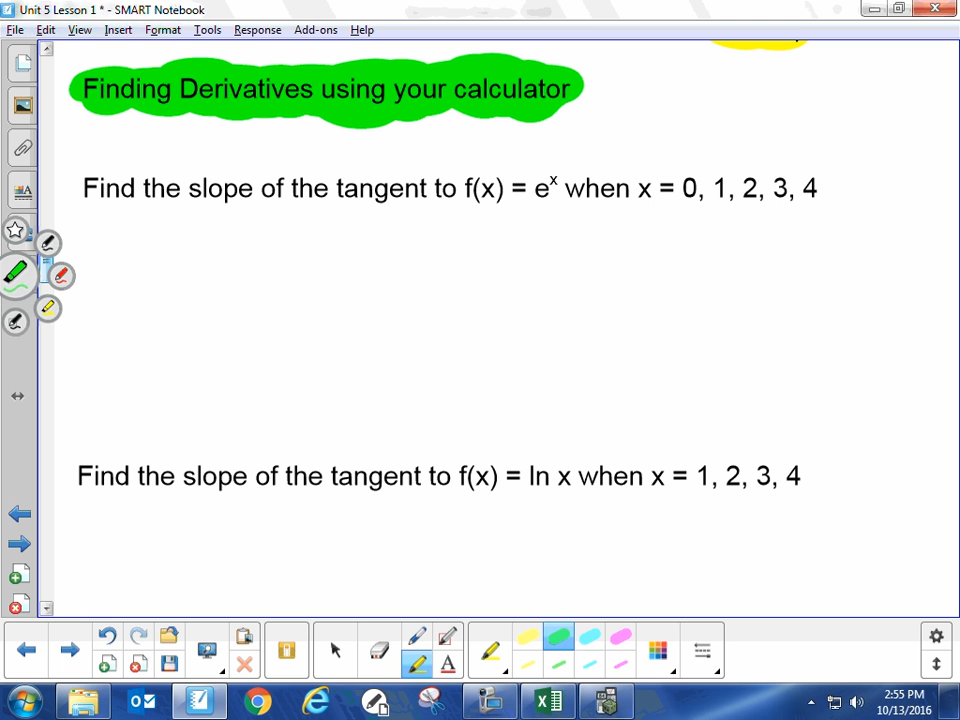 Unit 5 Lesson 1 * - SMART Notebook
File Edit View Insert Format Tools Response Add-ons Help
Finding Derivatives using your calculator
Find the slope of the tangent to f(x) = eˣ when x = 0, 1, 2, 3, 4
Find the slope of the tangent to f(x) = ln x when x = 1, 2, 3, 4
2:55 PM
10/13/2016